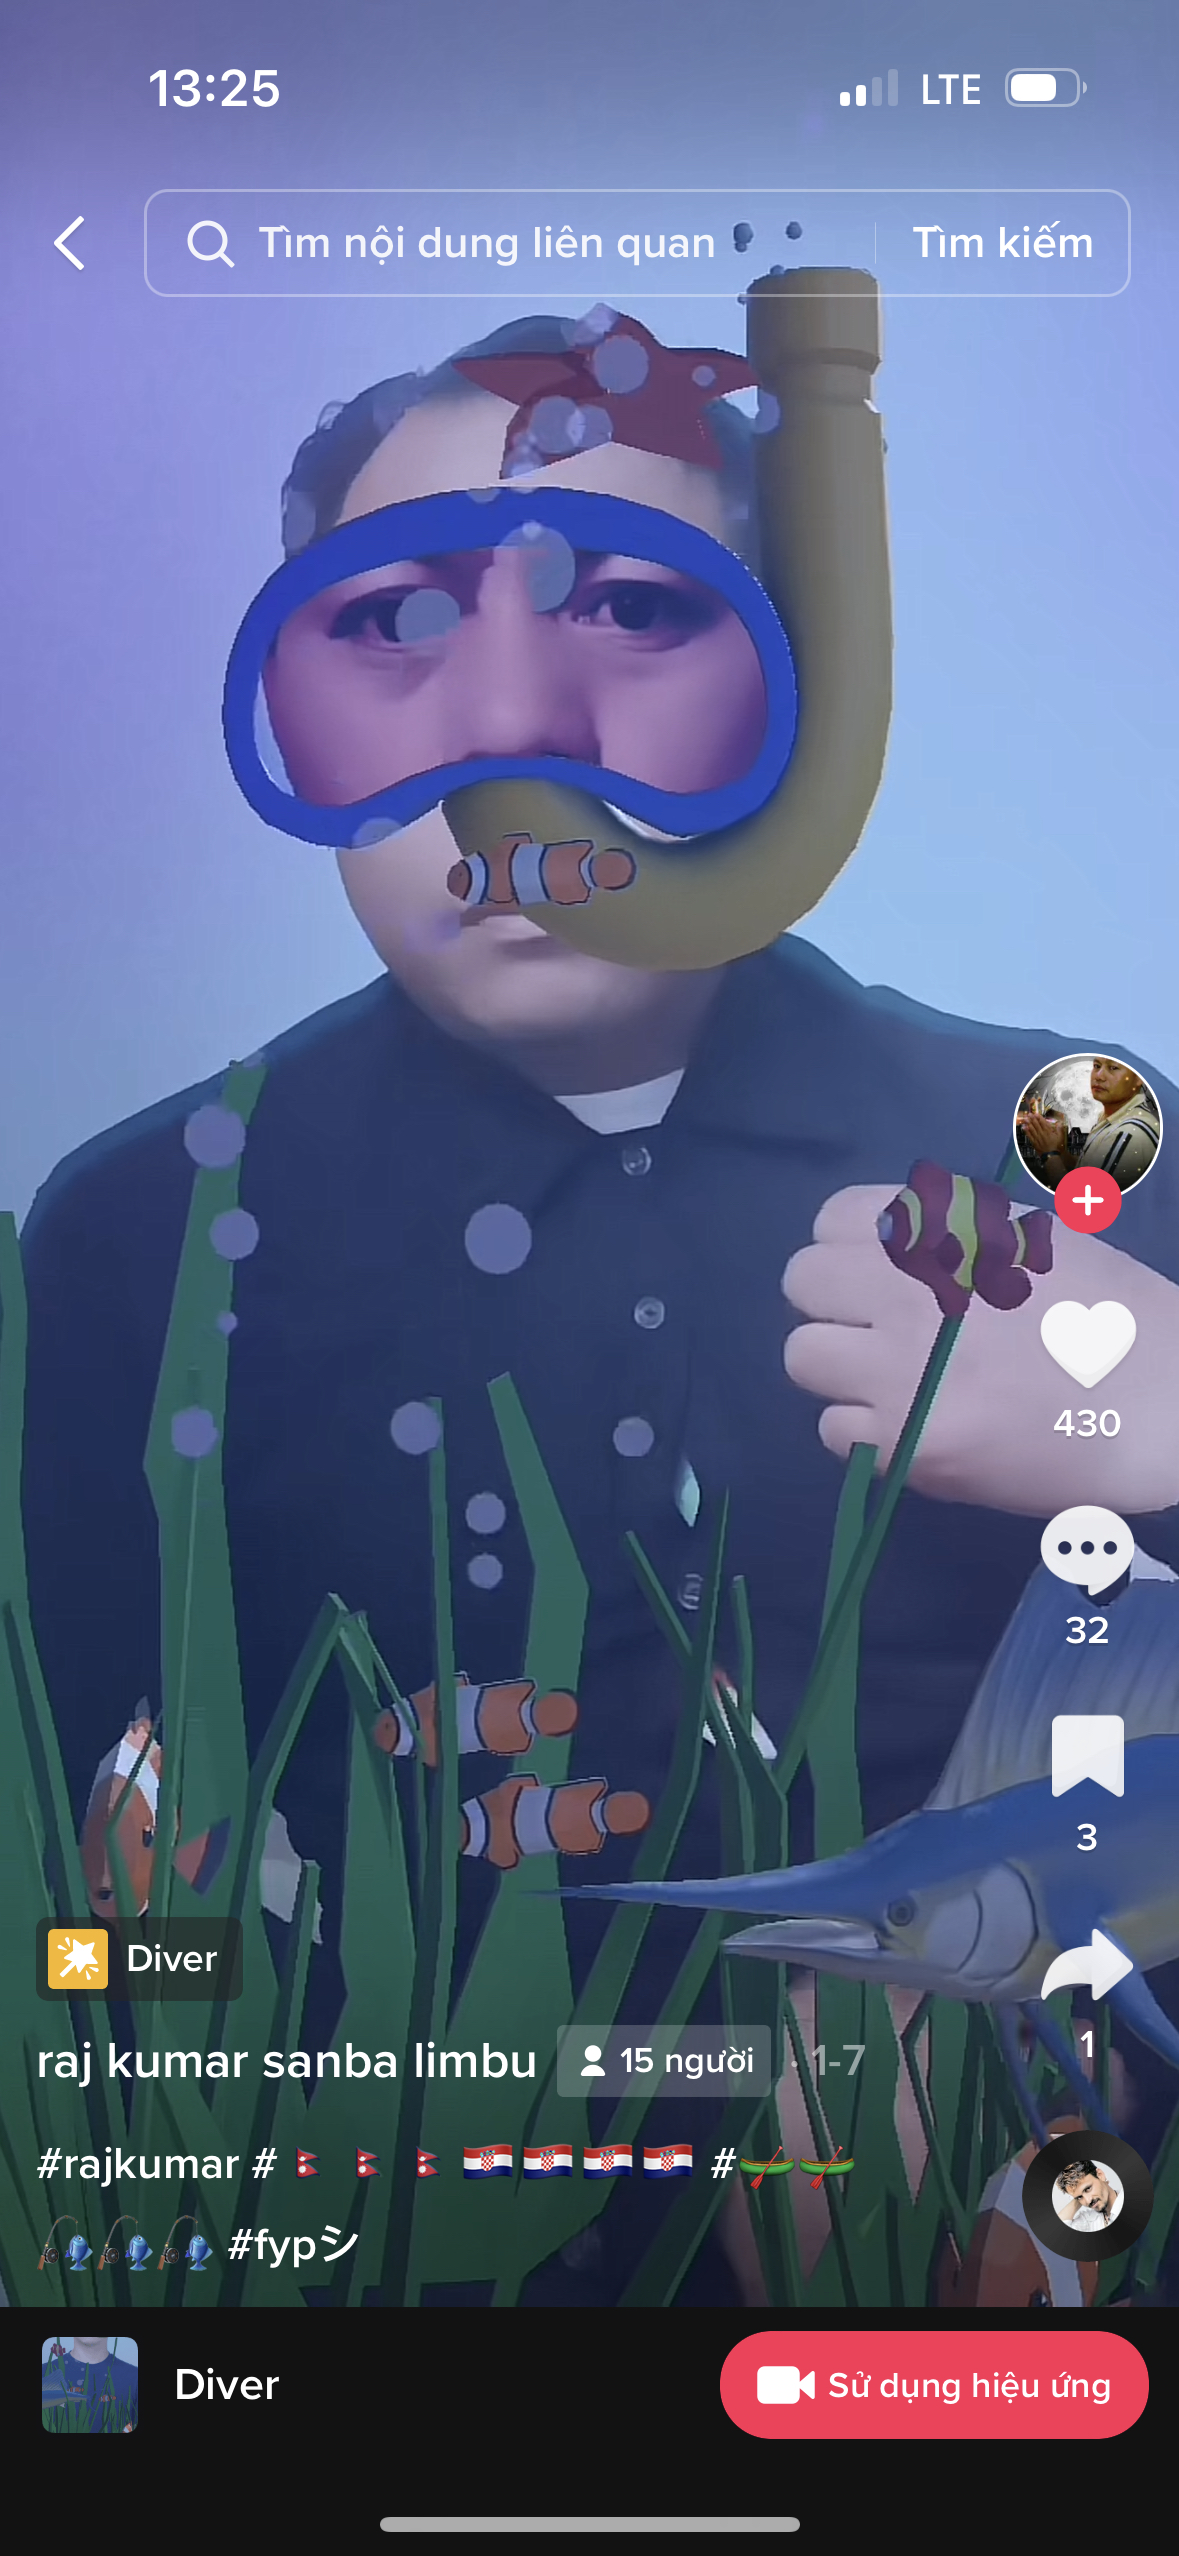 13:25
LTE
Tìm nội dung liên quan
Tìm kiếm
430
32
3
1
Diver
raj kumar sanba limbu 15 người · 1-7
#rajkumar #🇳🇵🇳🇵🇳🇵🇭🇷🇭🇷🇭🇷🇭🇷 #🛶🛶
🎣🎣🎣 #fypシ
Diver
Sử dụng hiệu ứng